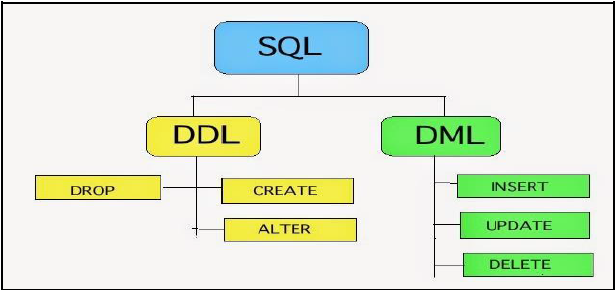 SQL
DDL
DML
DROP
CREATE
ALTER
INSERT
UPDATE
DELETE